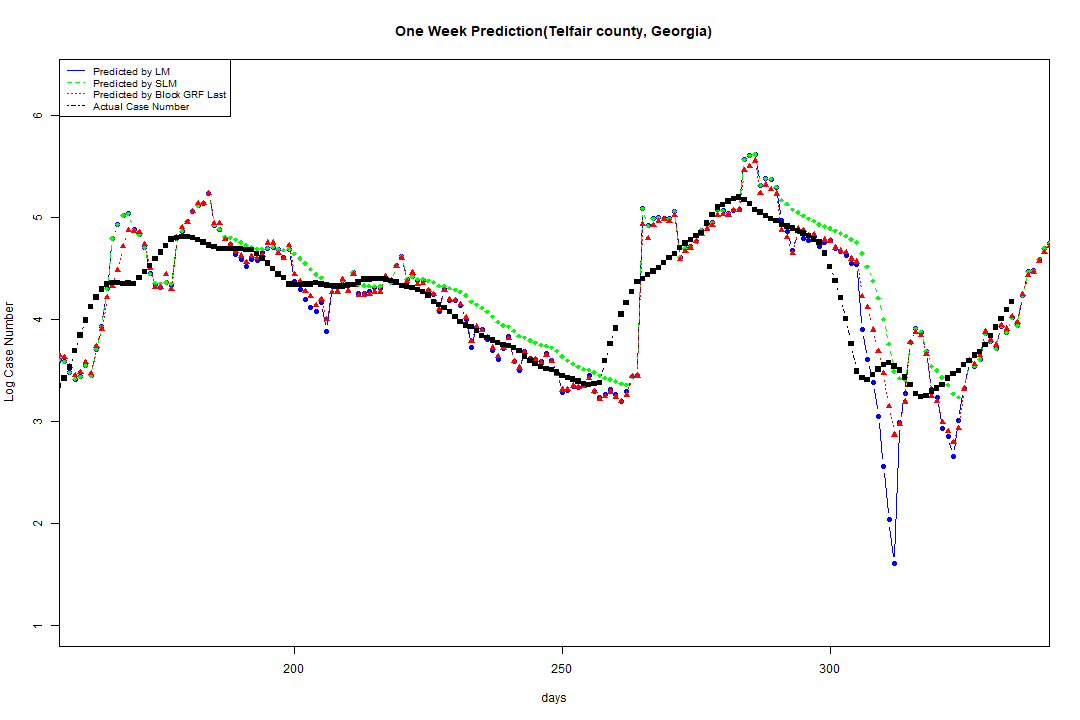 One Week Prediction(Telfair county, Georgia)
Predicted by LM
Predicted by SLM
Predicted by Block GRF Last
Actual Case Number
Log Case Number
6
5
4
3
2
1
200 250 300
days